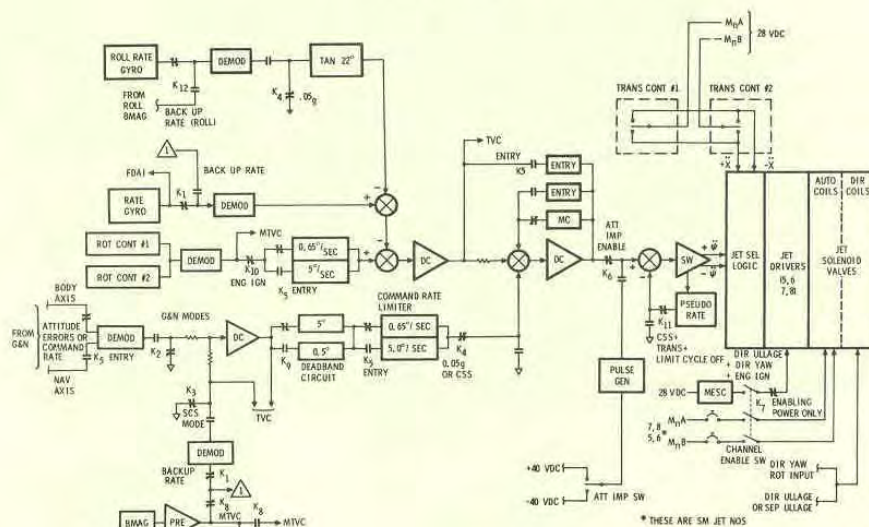 ROLL RATE GYRO
DEMOD
TAN 22°
FROM ROLL BMAG
K12
BACK UP RATE (ROLL)
K4
.05g
1
BACK UP RATE
FDAI
RATE GYRO
K1
DEMOD
ROT CONT #1
ROT CONT #2
DEMOD
MTVC
K10
ENG IGN
0.65°/SEC
5°/SEC
K5 ENTRY
DC
TVC
ENTRY
K5
ENTRY
ENTRY
MC
DC
ATT IMP ENABLE
K6
SW
PSEUDO RATE
K11
CSS+
TRANS+
LIMIT CYCLE OFF
MnA
MnB
28 VDC
TRANS CONT #1
TRANS CONT #2
+Ẍ
-Ẍ
AUTO COILS
DIR COILS
JET SEL LOGIC
JET DRIVERS
(5,6 7,8)
JET SOLENOID VALVES
BODY AXIS
FROM G&N
ATTITUDE ERRORS OR COMMAND RATE
NAV AXIS
K5
DEMOD
ENTRY
G&N MODES
K2
DC
K9
5°
0.5°
DEADBAND CIRCUIT
COMMAND RATE LIMITER
0.65°/SEC
5.0°/SEC
K5 ENTRY
K4
0.05g OR CSS
K3
SCS MODE
TVC
DEMOD
BACKUP RATE
K1
1
K8
BMAG
PRE
MTVC
K8
MTVC
PULSE GEN
+40 VDC
-40 VDC
ATT IMP SW
DIR ULLAGE
+ DIR YAW
+ ENG IGN
28 VDC
MESC
K7
ENABLING POWER ONLY
7,8
MnA
5,6 *
MnB
CHANNEL ENABLE SW
DIR YAW ROT INPUT
DIR ULLAGE OR SEP ULLAGE
* THESE ARE SM JET NOS